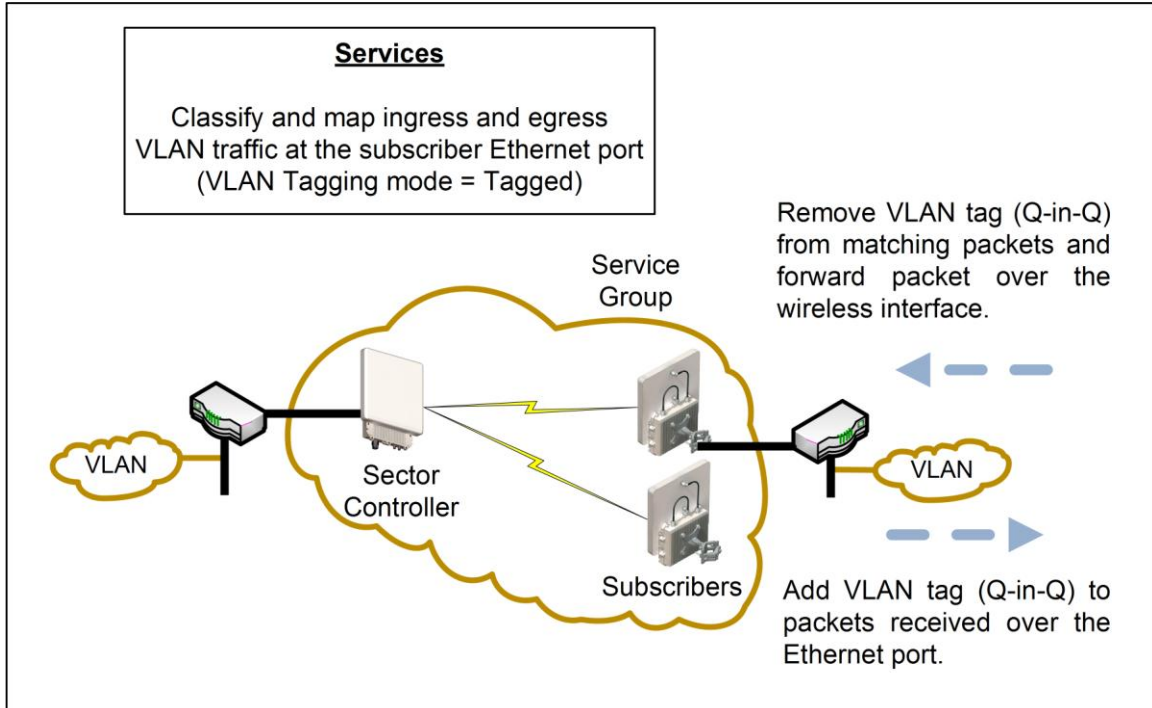 Services
Classify and map ingress and egress
VLAN traffic at the subscriber Ethernet port
(VLAN Tagging mode = Tagged)
Remove VLAN tag (Q-in-Q)
from matching packets and
forward packet over the
wireless interface.
Service
Group
VLAN
Sector
Controller
Subscribers
VLAN
Add VLAN tag (Q-in-Q) to
packets received over the
Ethernet port.